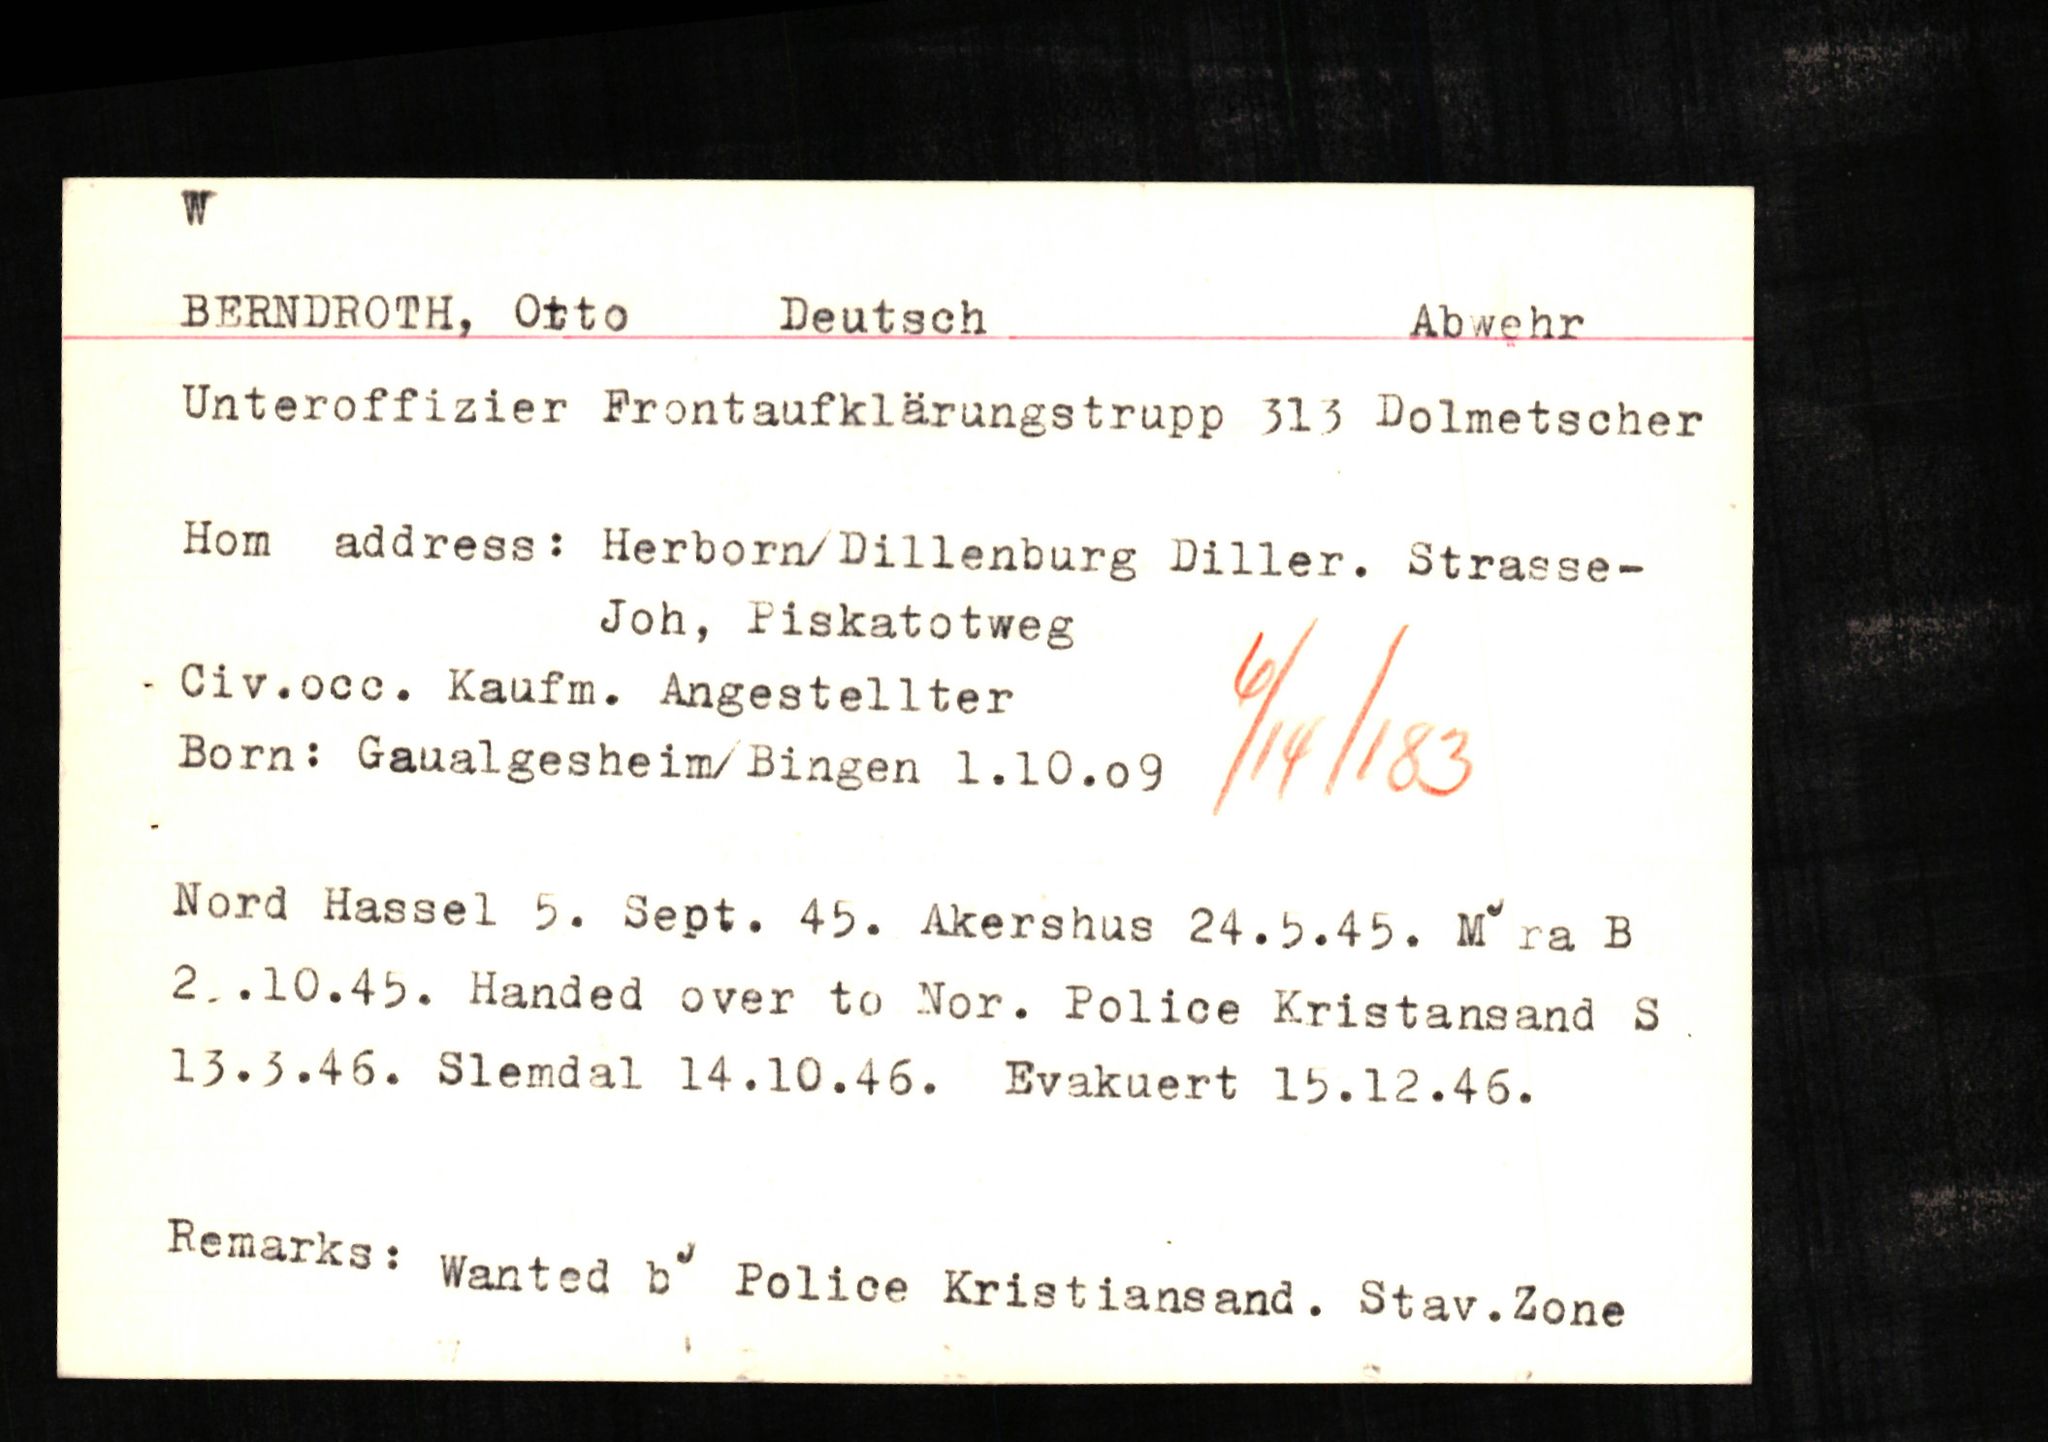 W
BERNDROTH, Otto Deutsch Abwehr
Unteroffizier Frontaufklärungstrupp 313 Dolmetscher
Hom address: Herborn/Dillenburg Diller. Strasse-
Joh, Piskatotweg
Civ.occ. Kaufm. Angestellter
Born: Gaualgesheim/Bingen 1.10.o9
6/14/183
Nord Hassel 5. Sept. 45. Akershus 24.5.45. B
.10.45. Handed over to Nor. Police Kristansand S
13.3.46. Slemdal 14.10.46. Evakuert 15.12.46.
Remarks: Wanted by Police Kristiansand. Stav.Zone